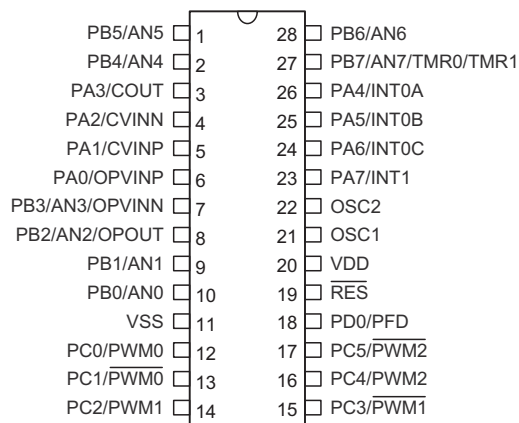 PB5/AN5 1 28 PB6/AN6
PB4/AN4 2 27 PB7/AN7/TMR0/TMR1
PA3/COUT 3 26 PA4/INT0A
PA2/CVINN 4 25 PA5/INT0B
PA1/CVINP 5 24 PA6/INT0C
PA0/OPVINP 6 23 PA7/INT1
PB3/AN3/OPVINN 7 22 OSC2
PB2/AN2/OPOUT 8 21 OSC1
PB1/AN1 9 20 VDD
PB0/AN0 10 19 R̅E̅S̅
VSS 11 18 PD0/PFD
PC0/PWM0 12 17 PC5/P̅W̅M̅2̅
PC1/P̅W̅M̅0̅ 13 16 PC4/PWM2
PC2/PWM1 14 15 PC3/P̅W̅M̅1̅